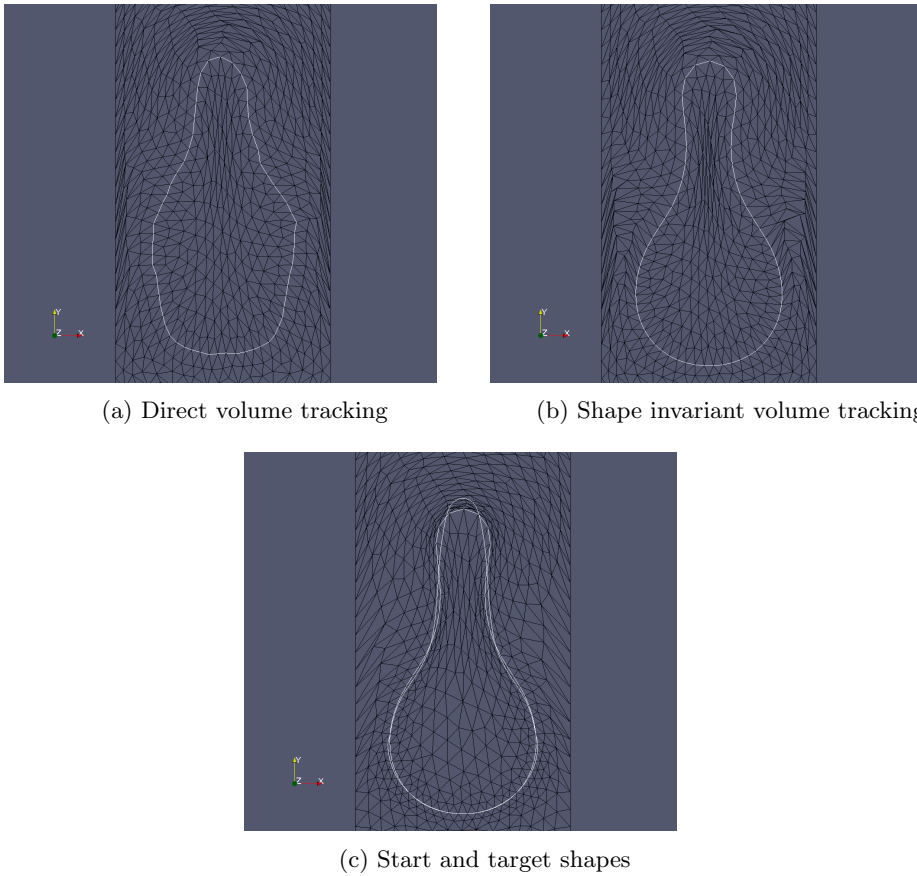 Y
Z X
Y
Z X
(a) Direct volume tracking
(b) Shape invariant volume tracking
Y
Z X
(c) Start and target shapes